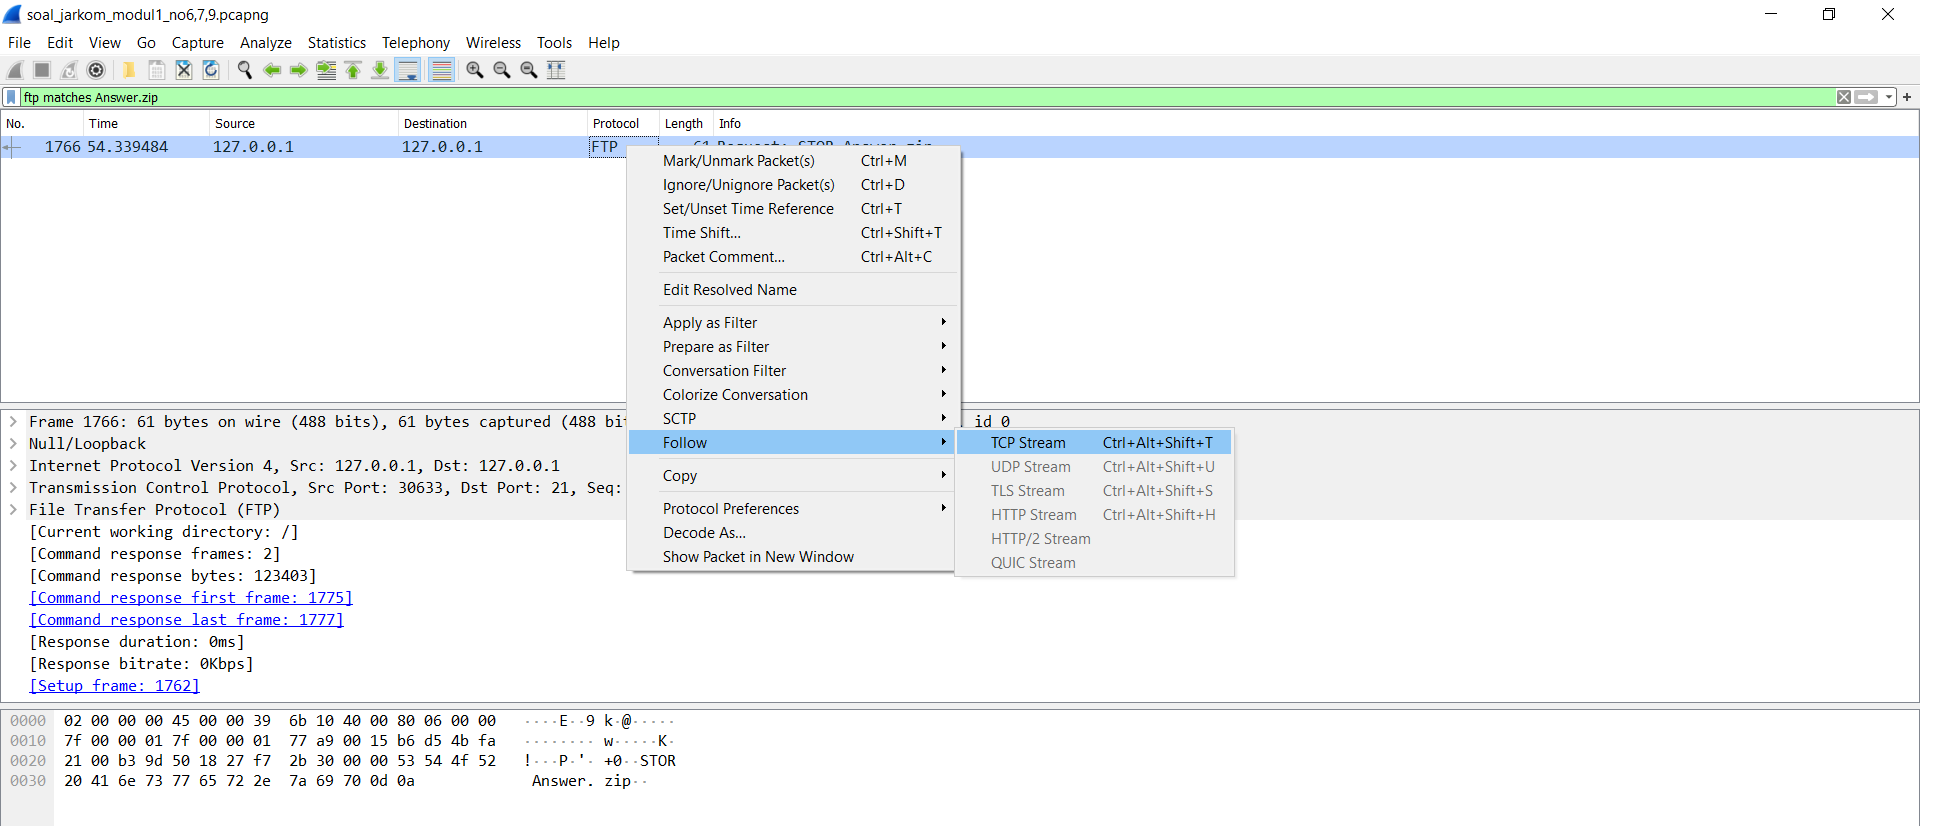 soal_jarkom_modul1_no6,7,9.pcapng
File Edit View Go Capture Analyze Statistics Telephony Wireless Tools Help
ftp matches Answer.zip
No. Time Source Destination Protocol Length Info
1766 54.339484 127.0.0.1 127.0.0.1 FTP 61 Request: STOR Answer.zip
Mark/Unmark Packet(s) Ctrl+M
Ignore/Unignore Packet(s) Ctrl+D
Set/Unset Time Reference Ctrl+T
Time Shift... Ctrl+Shift+T
Packet Comment... Ctrl+Alt+C
Edit Resolved Name
Apply as Filter
Prepare as Filter
Conversation Filter
Colorize Conversation
SCTP
Follow
Copy
Protocol Preferences
Decode As...
Show Packet in New Window
TCP Stream Ctrl+Alt+Shift+T
UDP Stream Ctrl+Alt+Shift+U
TLS Stream Ctrl+Alt+Shift+S
HTTP Stream Ctrl+Alt+Shift+H
HTTP/2 Stream
QUIC Stream
Frame 1766: 61 bytes on wire (488 bits), 61 bytes captured (488 id 0
Null/Loopback
Internet Protocol Version 4, Src: 127.0.0.1, Dst: 127.0.0.1
Transmission Control Protocol, Src Port: 30633, Dst Port: 21, Seq:
File Transfer Protocol (FTP)
[Current working directory: /]
[Command response frames: 2]
[Command response bytes: 123403]
[Command response first frame: 1775]
[Command response last frame: 1777]
[Response duration: 0ms]
[Response bitrate: 0Kbps]
[Setup frame: 1762]
0000 02 00 00 00 45 00 00 39 6b 10 40 00 80 06 00 00 ····E··9 k·@·····
0010 7f 00 00 01 7f 00 00 01 77 a9 00 15 b6 d5 4b fa ········ w·····K·
0020 21 00 b3 9d 50 18 27 f7 2b 30 00 00 53 54 4f 52 !···P·'· +0··STOR
0030 20 41 6e 73 77 65 72 2e 7a 69 70 0d 0a Answer. zip··